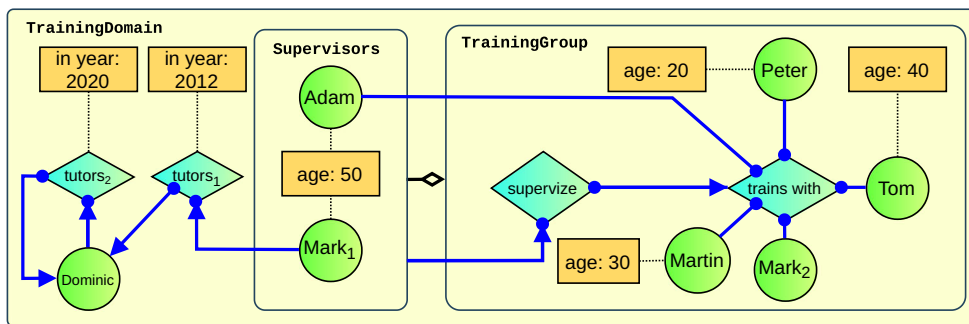 TrainingDomain
in year:
2020
in year:
2012
Supervisors
TrainingGroup
Adam
age: 20
Peter
age: 40
tutors2
tutors1
age: 50
supervize
trains with
Tom
Dominic
Mark1
age: 30
Martin
Mark2